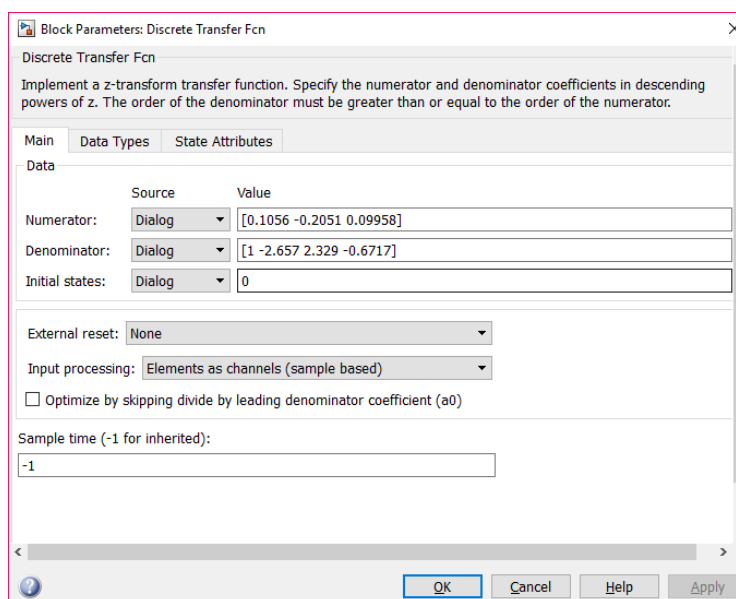 Block Parameters: Discrete Transfer Fcn
Discrete Transfer Fcn
Implement a z-transform transfer function. Specify the numerator and denominator coefficients in descending
powers of z. The order of the denominator must be greater than or equal to the order of the numerator.
Main Data Types State Attributes
Data
Source Value
Numerator: Dialog [0.1056 -0.2051 0.09958]
Denominator: Dialog [1 -2.657 2.329 -0.6717]
Initial states: Dialog 0
External reset: None
Input processing: Elements as channels (sample based)
Optimize by skipping divide by leading denominator coefficient (a0)
Sample time (-1 for inherited):
-1
OK Cancel Help Apply